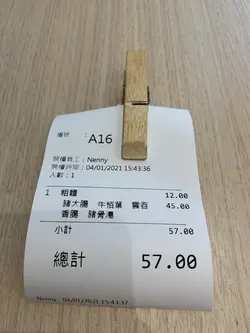 檯號： A16
開檯員工：Nenny
開檯時間：04/01/2021 15:43:36
人數：1
1 粗麵 12.00
豬大腸 牛栢葉 雲吞 45.00
香腸 豬骨湯
小計 57.00
總計 57.00
Nenny 04/01/2021 15:43:37